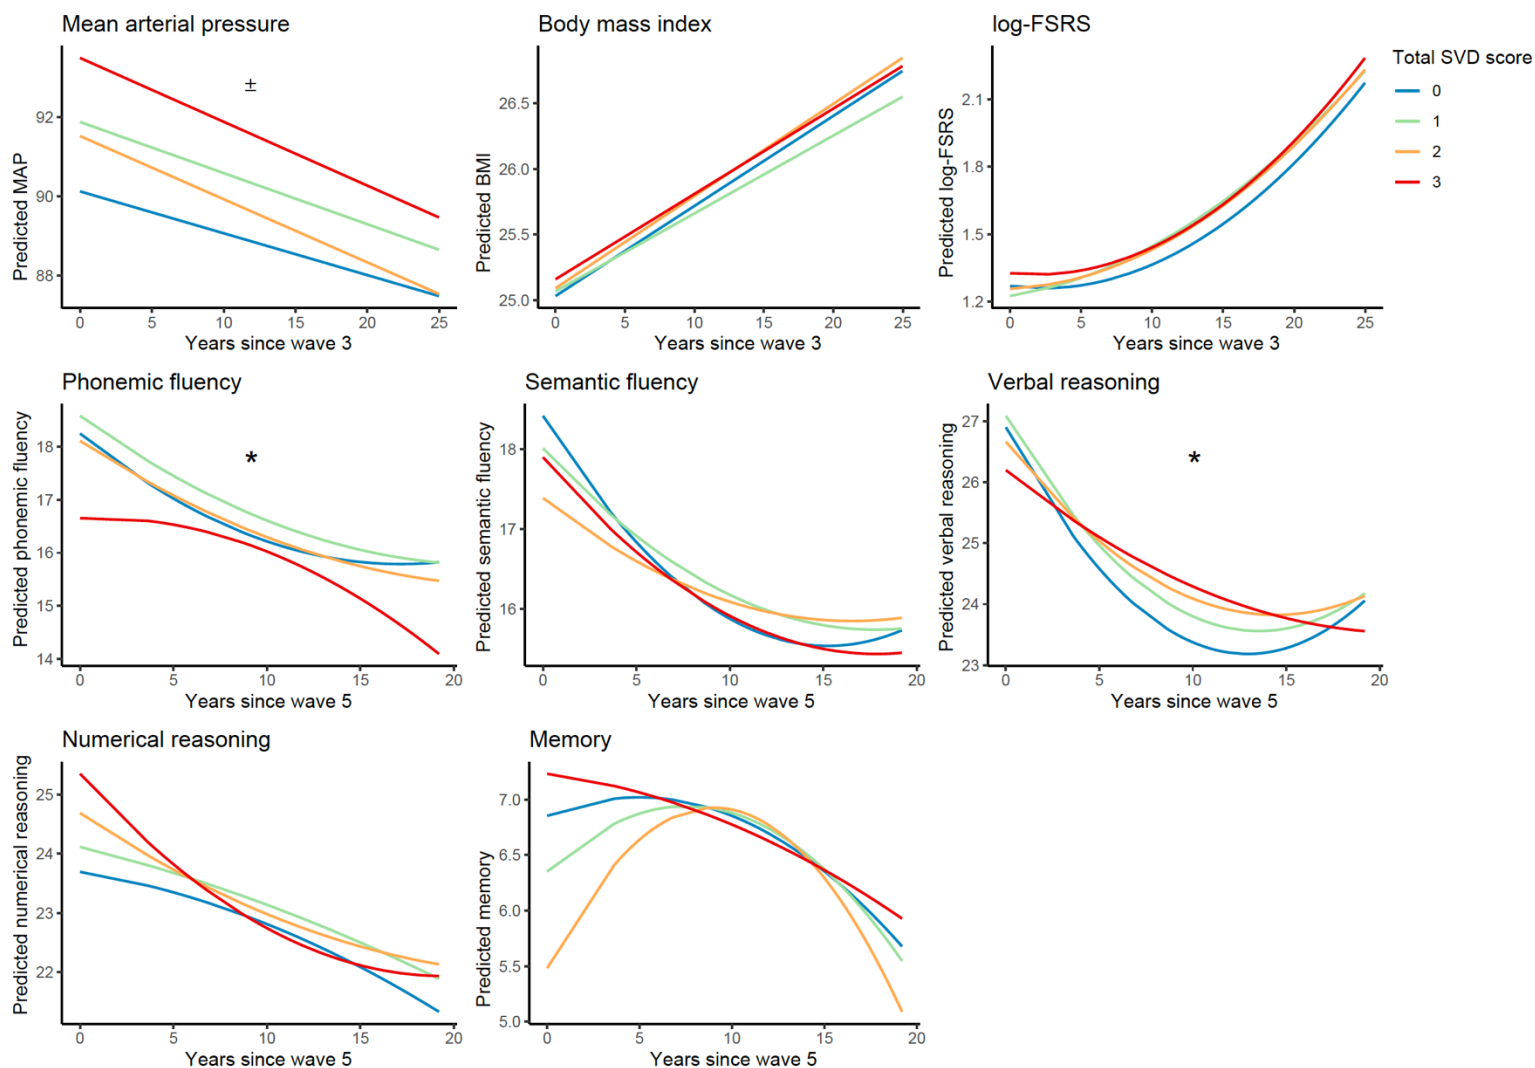 Mean arterial pressure
Body mass index
log-FSRS
Total SVD score
0
1
2
3
Predicted MAP
92
90
88
±
0 5 10 15 20 25
Years since wave 3
Predicted BMI
26.5
26.0
25.5
25.0
0 5 10 15 20 25
Years since wave 3
Predicted log-FSRS
2.1
1.8
1.5
1.2
0 5 10 15 20 25
Years since wave 3
Phonemic fluency
Semantic fluency
Verbal reasoning
Predicted phonemic fluency
18
17
16
15
14
*
0 5 10 15 20
Years since wave 5
Predicted semantic fluency
18
17
16
0 5 10 15 20
Years since wave 5
Predicted verbal reasoning
27
26
25
24
23
*
0 5 10 15 20
Years since wave 5
Numerical reasoning
Memory
Predicted numerical reasoning
25
24
23
22
0 5 10 15 20
Years since wave 5
Predicted memory
7.0
6.5
6.0
5.5
5.0
0 5 10 15 20
Years since wave 5